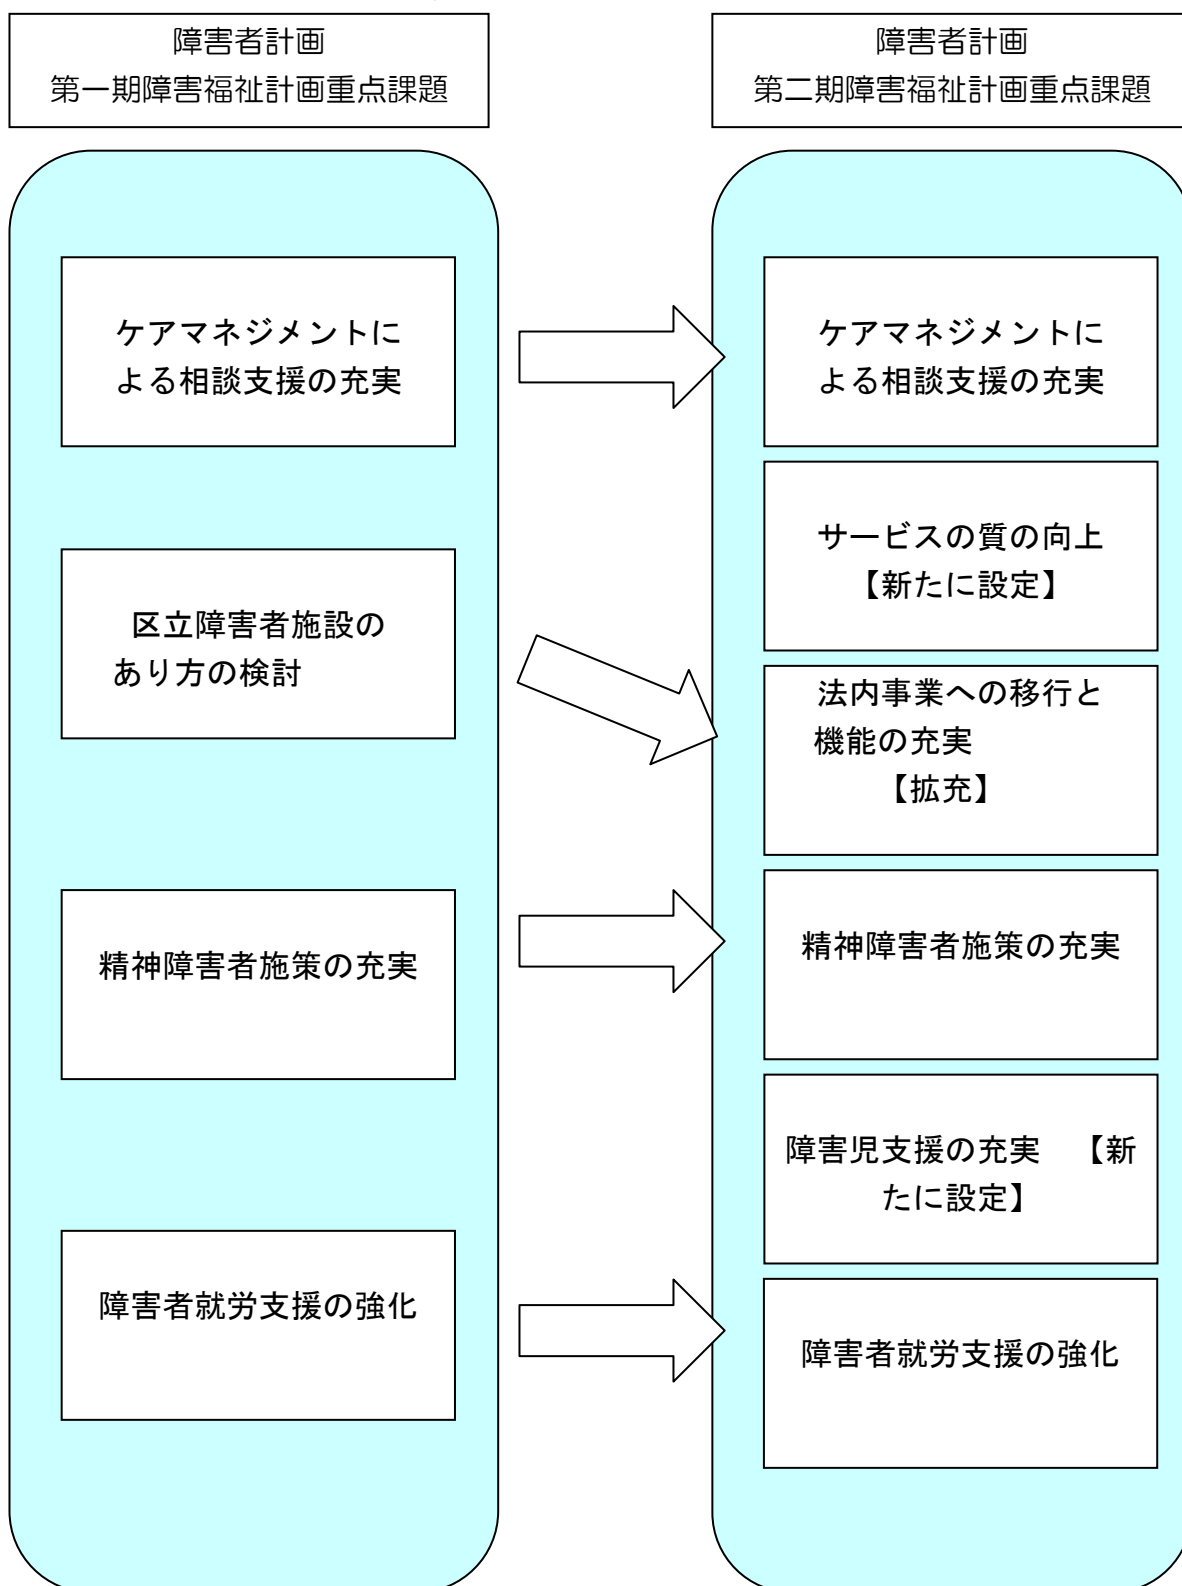 障害者計画
第一期障害福祉計画重点課題
ケアマネジメントに
よる相談支援の充実
区立障害者施設の
あり方の検討
精神障害者施策の充実
障害者就労支援の強化
障害者計画
第二期障害福祉計画重点課題
ケアマネジメントに
よる相談支援の充実
サービスの質の向上
【新たに設定】
法内事業への移行と
機能の充実
【拡充】
精神障害者施策の充実
障害児支援の充実　【新
たに設定】
障害者就労支援の強化